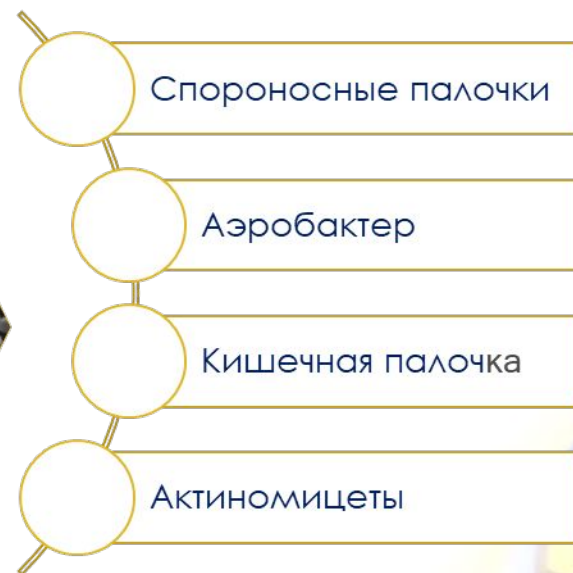 Спороносные палочки
Аэробактер
Кишечная палочка
Актиномицеты